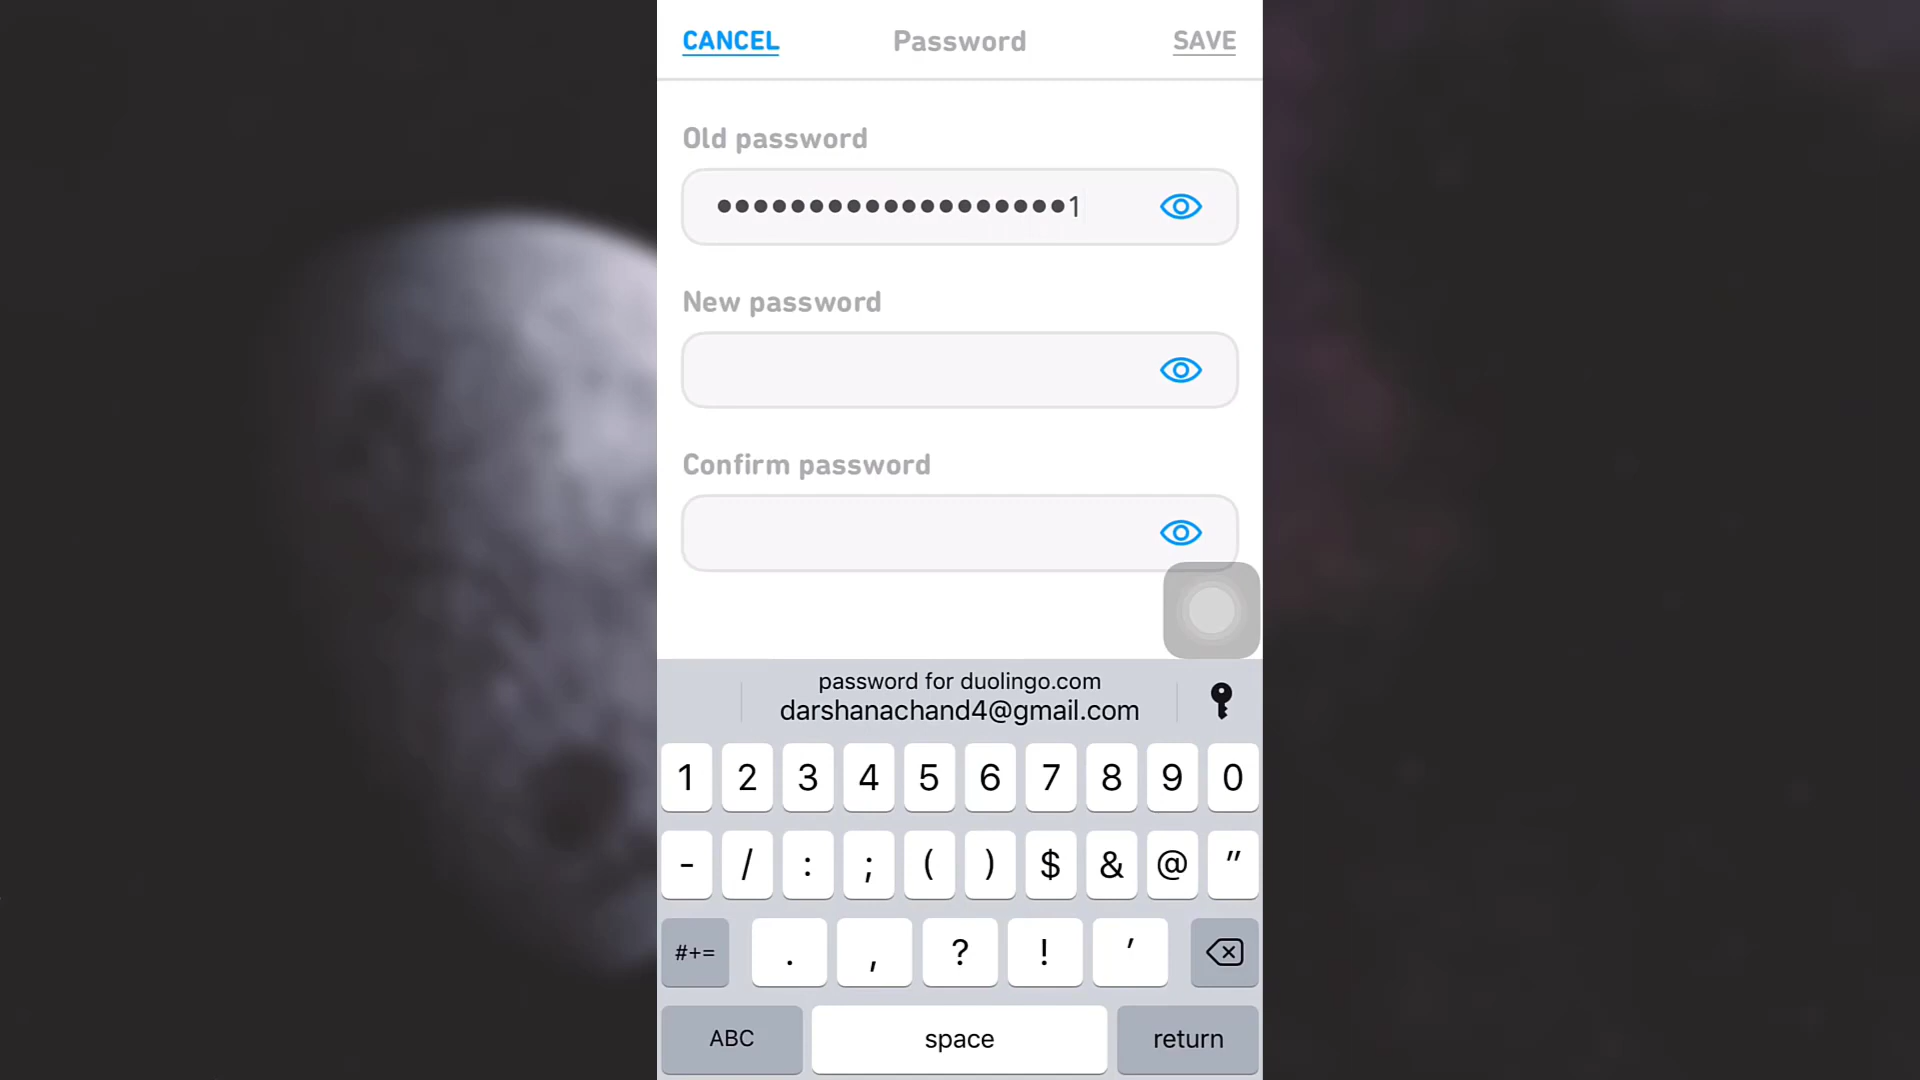 CANCEL Password SAVE
Old password
•••••••••••••••••••1
New password
Confirm password
password for duolingo.com
darshanachand4@gmail.com
1 2 3 4 5 6 7 8 9 0
- / : ; ( ) $ & @ "
#+= . , ? ! '
ABC space return